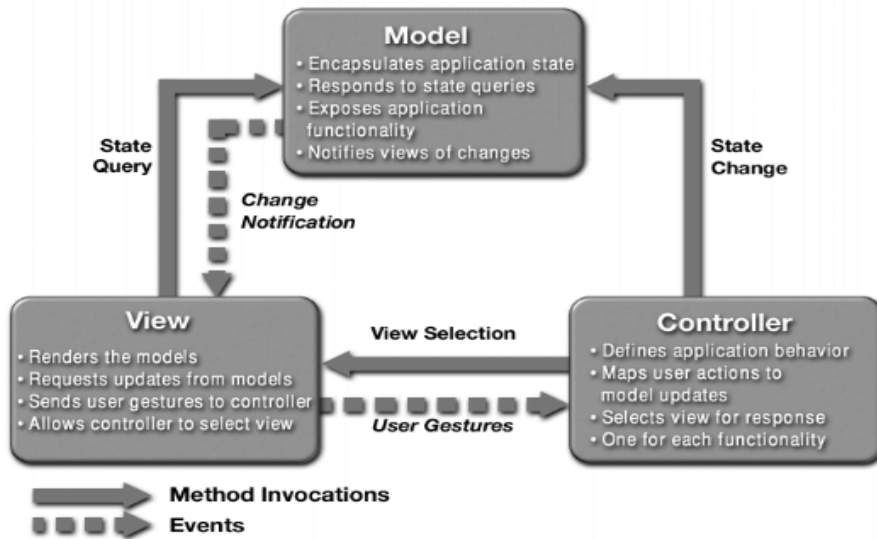 Model
• Encapsulates application state
• Responds to state queries
• Exposes application
functionality
• Notifies views of changes
State
Query
Change
Notification
State
Change
View
• Renders the models
• Requests updates from models
• Sends user gestures to controller
• Allows controller to select view
View Selection
User Gestures
Controller
• Defines application behavior
• Maps user actions to
model updates
• Selects view for response
• One for each functionality
Method Invocations
Events